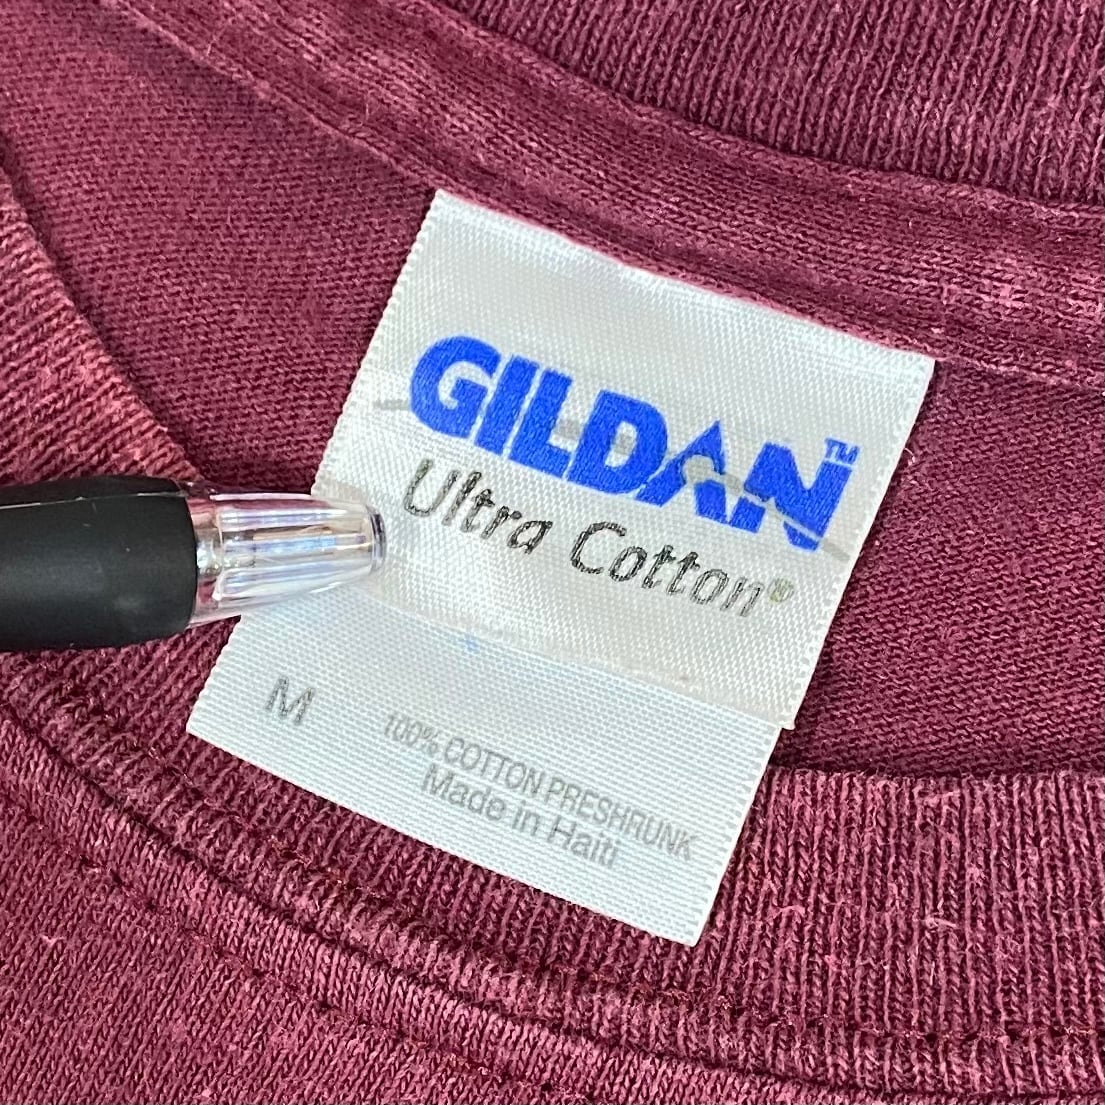 GILDAN™
Ultra Cotton®
M
100% COTTON PRESHRUNK
Made in Haiti